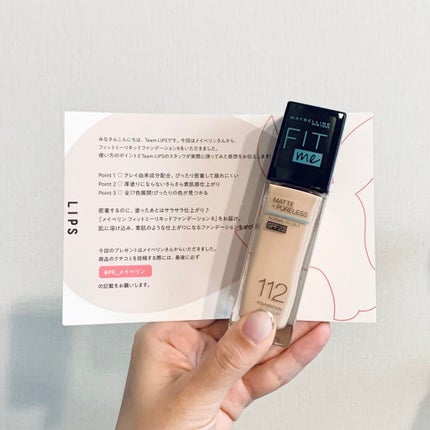 みなさんこんにちは、Team LIPSです。今回はメイベリンさんから、
フィットミーリキッドファンデーションRをいただきました。
使い方のポイントとTeam LIPSのスタッフが実際に使ってみた感想をお伝えします
Point 1 ♡ クレイ由来成分配合。ぴったり密着して崩れにくい
Point 2 ♡ 厚塗りにならないさらさら素肌感仕上がり
Point 3 ♡ 全17色展開!ぴったりの色が見つかる
密着するのに、塗ったあとはサラサラ仕上がり♪
「メイベリン フィットミーリキッドファンデーション R」をお届け。
肌に溶け込み、素肌のような仕上がりになるファンデーションをぜひ
今回のプレゼントはメイベリンさんからいただきました。
商品のクチコミを投稿する際には、最後に必ず
#PR_メイベリン
の記載をお願いします。
LIPS
MAYBELLINE
NEW YORK
FIT
me
MATTE
+PORELESS
SPF 22
112
FOUNDATION